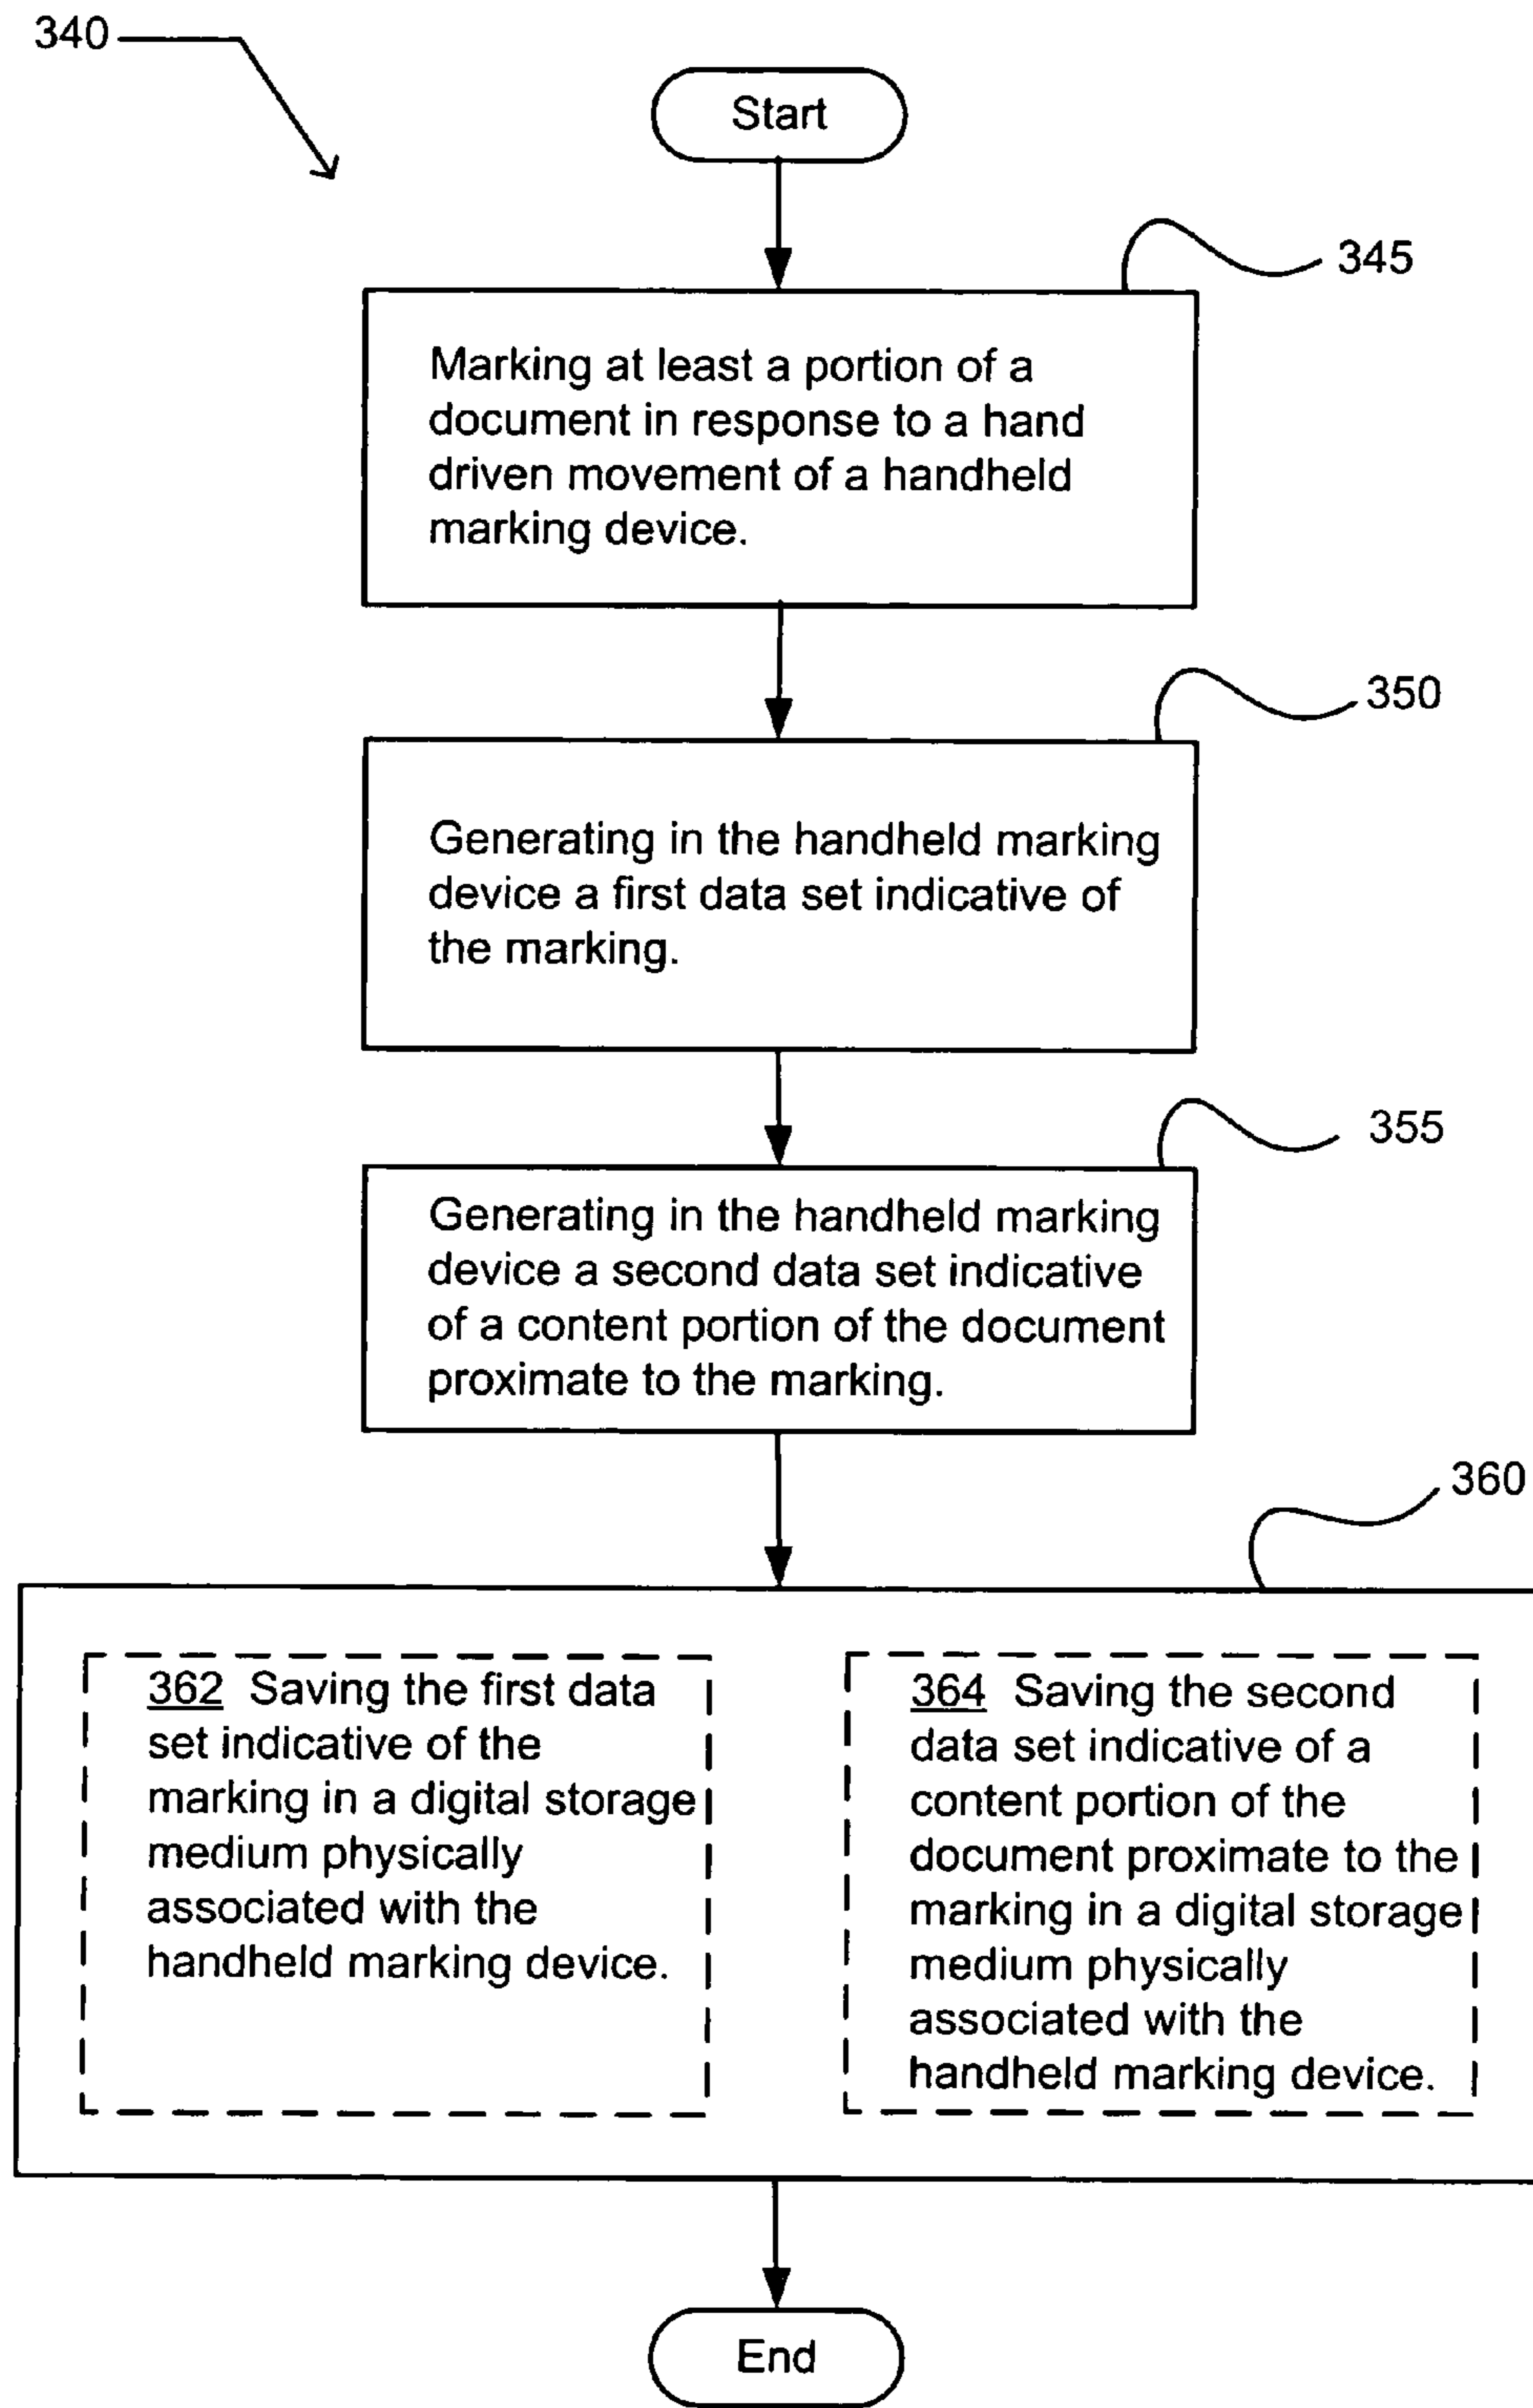 340
Start
345
Marking at least a portion of a
document in response to a hand
driven movement of a handheld
marking device.
350
Generating in the handheld marking
device a first data set indicative of
the marking.
355
Generating in the handheld marking
device a second data set indicative
of a content portion of the document
proximate to the marking.
360
362 Saving the first data
set indicative of the
marking in a digital storage
medium physically
associated with the
handheld marking device.
364 Saving the second
data set indicative of a
content portion of the
document proximate to the
marking in a digital storage
medium physically
associated with the
handheld marking device.
End